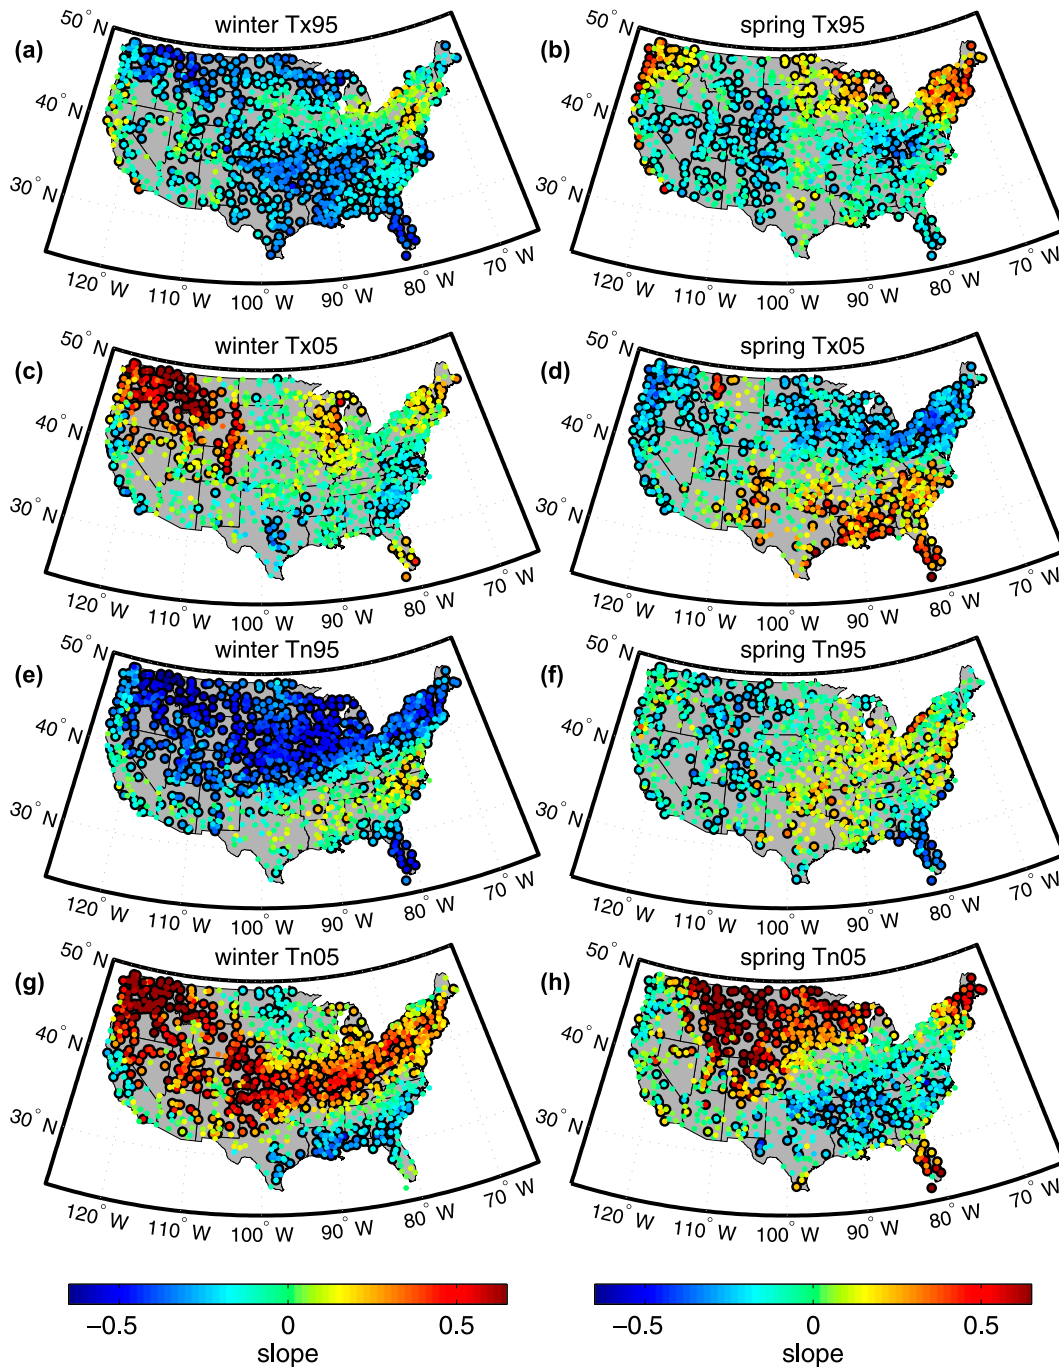 winter Tx95
spring Tx95
(a)
(b)
50° N
40° N
30° N
120° W
110° W
100° W
90° W
80° W
70° W
50° N
40° N
30° N
120° W
110° W
100° W
90° W
80° W
70° W
winter Tx05
spring Tx05
(c)
(d)
50° N
40° N
30° N
120° W
110° W
100° W
90° W
80° W
70° W
50° N
40° N
30° N
120° W
110° W
100° W
90° W
80° W
70° W
winter Tn95
spring Tn95
(e)
(f)
50° N
40° N
30° N
120° W
110° W
100° W
90° W
80° W
70° W
50° N
40° N
30° N
120° W
110° W
100° W
90° W
80° W
70° W
winter Tn05
spring Tn05
(g)
(h)
50° N
40° N
30° N
120° W
110° W
100° W
90° W
80° W
70° W
50° N
40° N
30° N
120° W
110° W
100° W
90° W
80° W
70° W
−0.5 0 0.5
slope
−0.5 0 0.5
slope